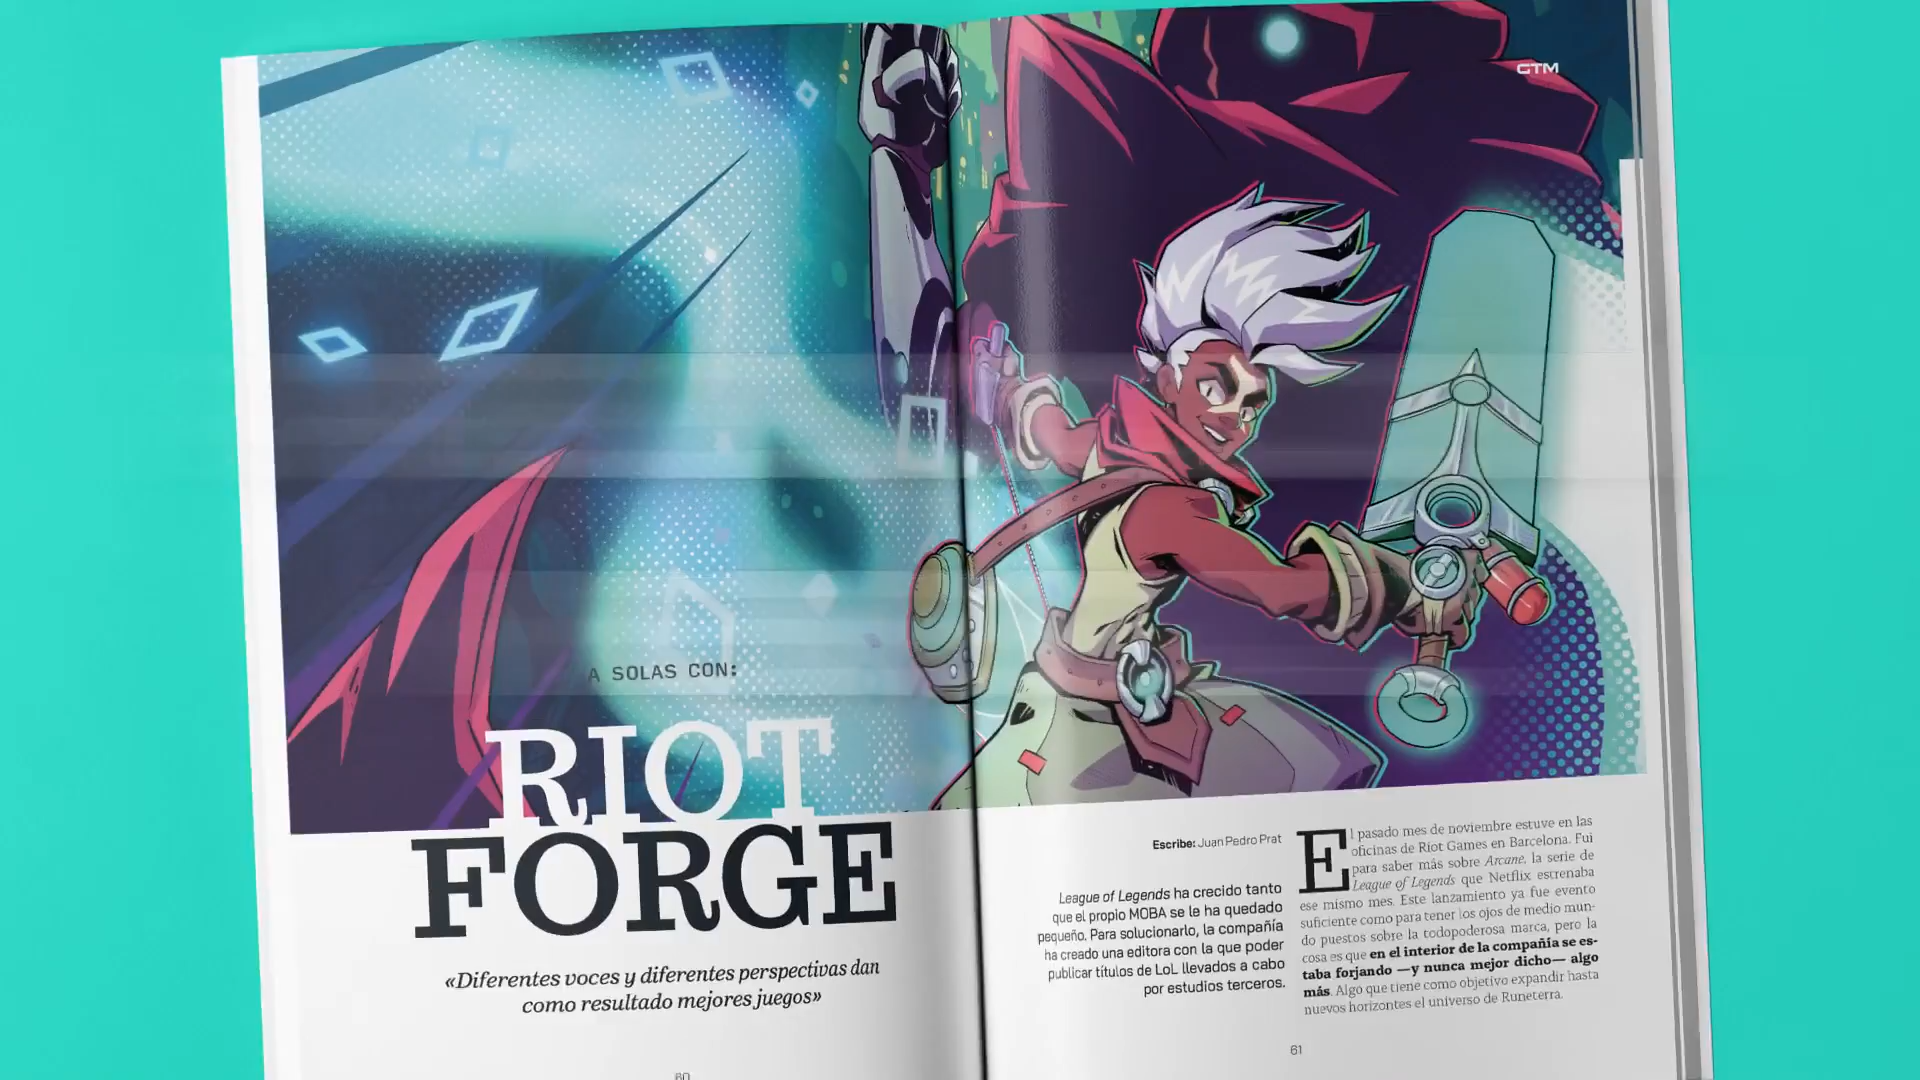 GTM
A SOLAS CON:
RIOT
FORGE
«Diferentes voces y diferentes perspectivas dan
como resultado mejores juegos»
60
Escribe: Juan Pedro Prat
League of Legends ha crecido tanto
que el propio MOBA se le ha quedado
pequeño. Para solucionarlo, la compañía
ha creado una editora con la que poder
publicar títulos de LoL llevados a cabo
por estudios terceros.
El pasado mes de noviembre estuve en las
oficinas de Riot Games en Barcelona. Fui
para saber más sobre Arcane, la serie de
League of Legends que Netflix estrenaba
ese mismo mes. Este lanzamiento ya fue evento
suficiente como para tener los ojos de medio mun-
do puestos sobre la todopoderosa marca, pero la
cosa es que en el interior de la compañía se es-
taba forjando —y nunca mejor dicho— algo
más. Algo que tiene como objetivo expandir hasta
nuevos horizontes el universo de Runeterra.
61